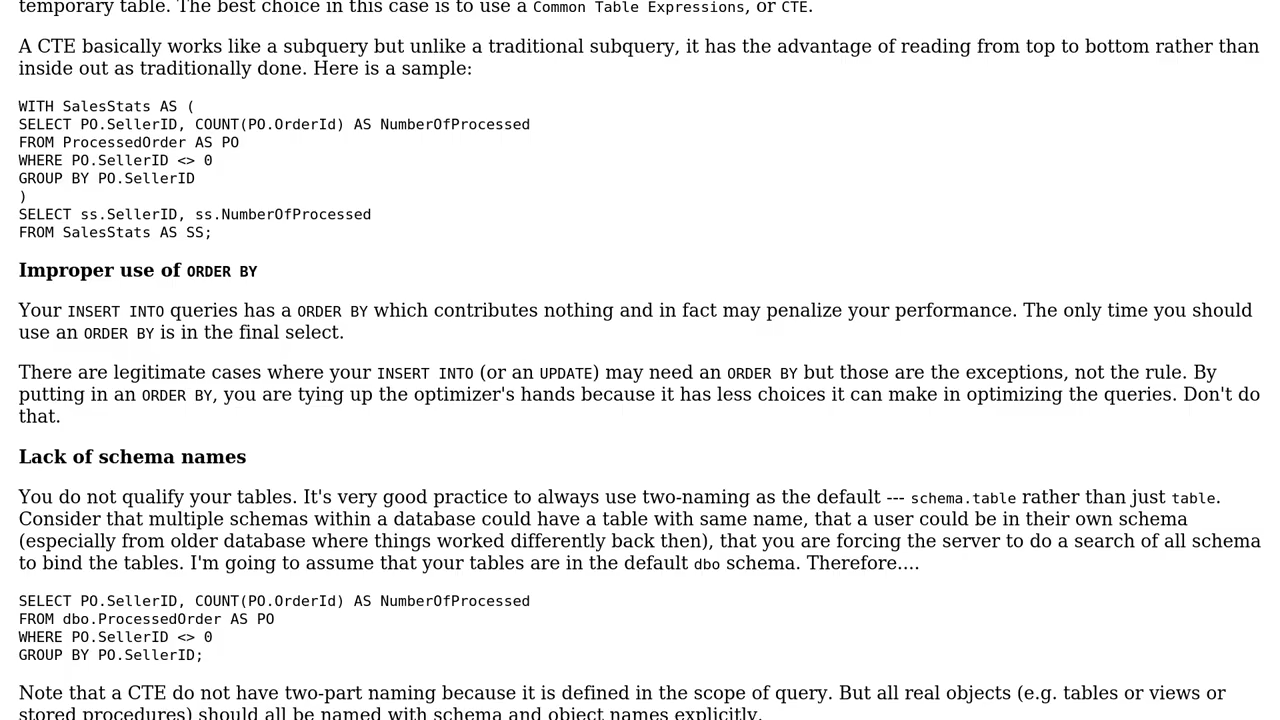 temporary table. The best choice in this case is to use a Common Table Expressions, or CTE.
A CTE basically works like a subquery but unlike a traditional subquery, it has the advantage of reading from top to bottom rather than
inside out as traditionally done. Here is a sample:
WITH SalesStats AS (
SELECT PO.SellerID, COUNT(PO.OrderId) AS NumberOfProcessed
FROM ProcessedOrder AS PO
WHERE PO.SellerID <> 0
GROUP BY PO.SellerID
)
SELECT ss.SellerID, ss.NumberOfProcessed
FROM SalesStats AS SS;
Improper use of ORDER BY
Your INSERT INTO queries has a ORDER BY which contributes nothing and in fact may penalize your performance. The only time you should
use an ORDER BY is in the final select.
There are legitimate cases where your INSERT INTO (or an UPDATE) may need an ORDER BY but those are the exceptions, not the rule. By
putting in an ORDER BY, you are tying up the optimizer's hands because it has less choices it can make in optimizing the queries. Don't do
that.
Lack of schema names
You do not qualify your tables. It's very good practice to always use two-naming as the default --- schema.table rather than just table.
Consider that multiple schemas within a database could have a table with same name, that a user could be in their own schema
(especially from older database where things worked differently back then), that you are forcing the server to do a search of all schema
to bind the tables. I'm going to assume that your tables are in the default dbo schema. Therefore....
SELECT PO.SellerID, COUNT(PO.OrderId) AS NumberOfProcessed
FROM dbo.ProcessedOrder AS PO
WHERE PO.SellerID <> 0
GROUP BY PO.SellerID;
Note that a CTE do not have two-part naming because it is defined in the scope of query. But all real objects (e.g. tables or views or
stored procedures) should all be named with schema and object names explicitly.